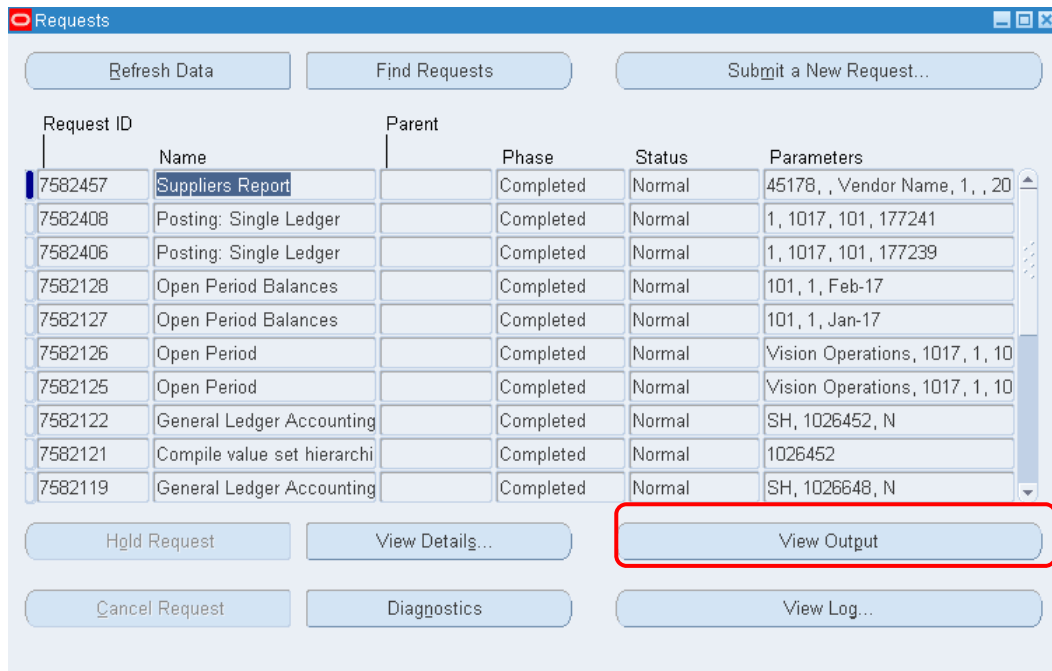 Requests
Refresh Data Find Requests Submit a New Request...
Request ID Parent
Name Phase Status Parameters
7582457 Suppliers Report Completed Normal 45178, , Vendor Name, 1, , 20
7582408 Posting: Single Ledger Completed Normal 1, 1017, 101, 177241
7582406 Posting: Single Ledger Completed Normal 1, 1017, 101, 177239
7582128 Open Period Balances Completed Normal 101, 1, Feb-17
7582127 Open Period Balances Completed Normal 101, 1, Jan-17
7582126 Open Period Completed Normal Vision Operations, 1017, 1, 10
7582125 Open Period Completed Normal Vision Operations, 1017, 1, 10
7582122 General Ledger Accounting Completed Normal SH, 1026452, N
7582121 Compile value set hierarchi Completed Normal 1026452
7582119 General Ledger Accounting Completed Normal SH, 1026648, N
Hold Request View Details... View Output
Cancel Request Diagnostics View Log...